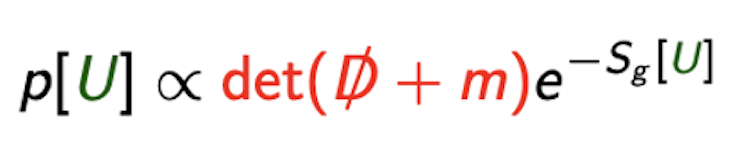 p[U] ∝ det(D̸ + m)e^{−S_g[U]}